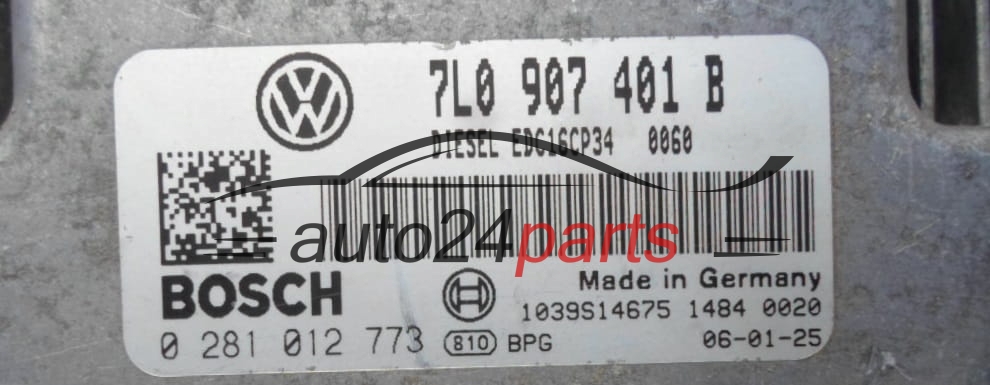 7L0 907 401 B
DIESEL EDC16CP34 0060
auto24parts
BOSCH
Made in Germany
1039S14675 1484 0020
0 281 012 773 810 BPG 06-01-25